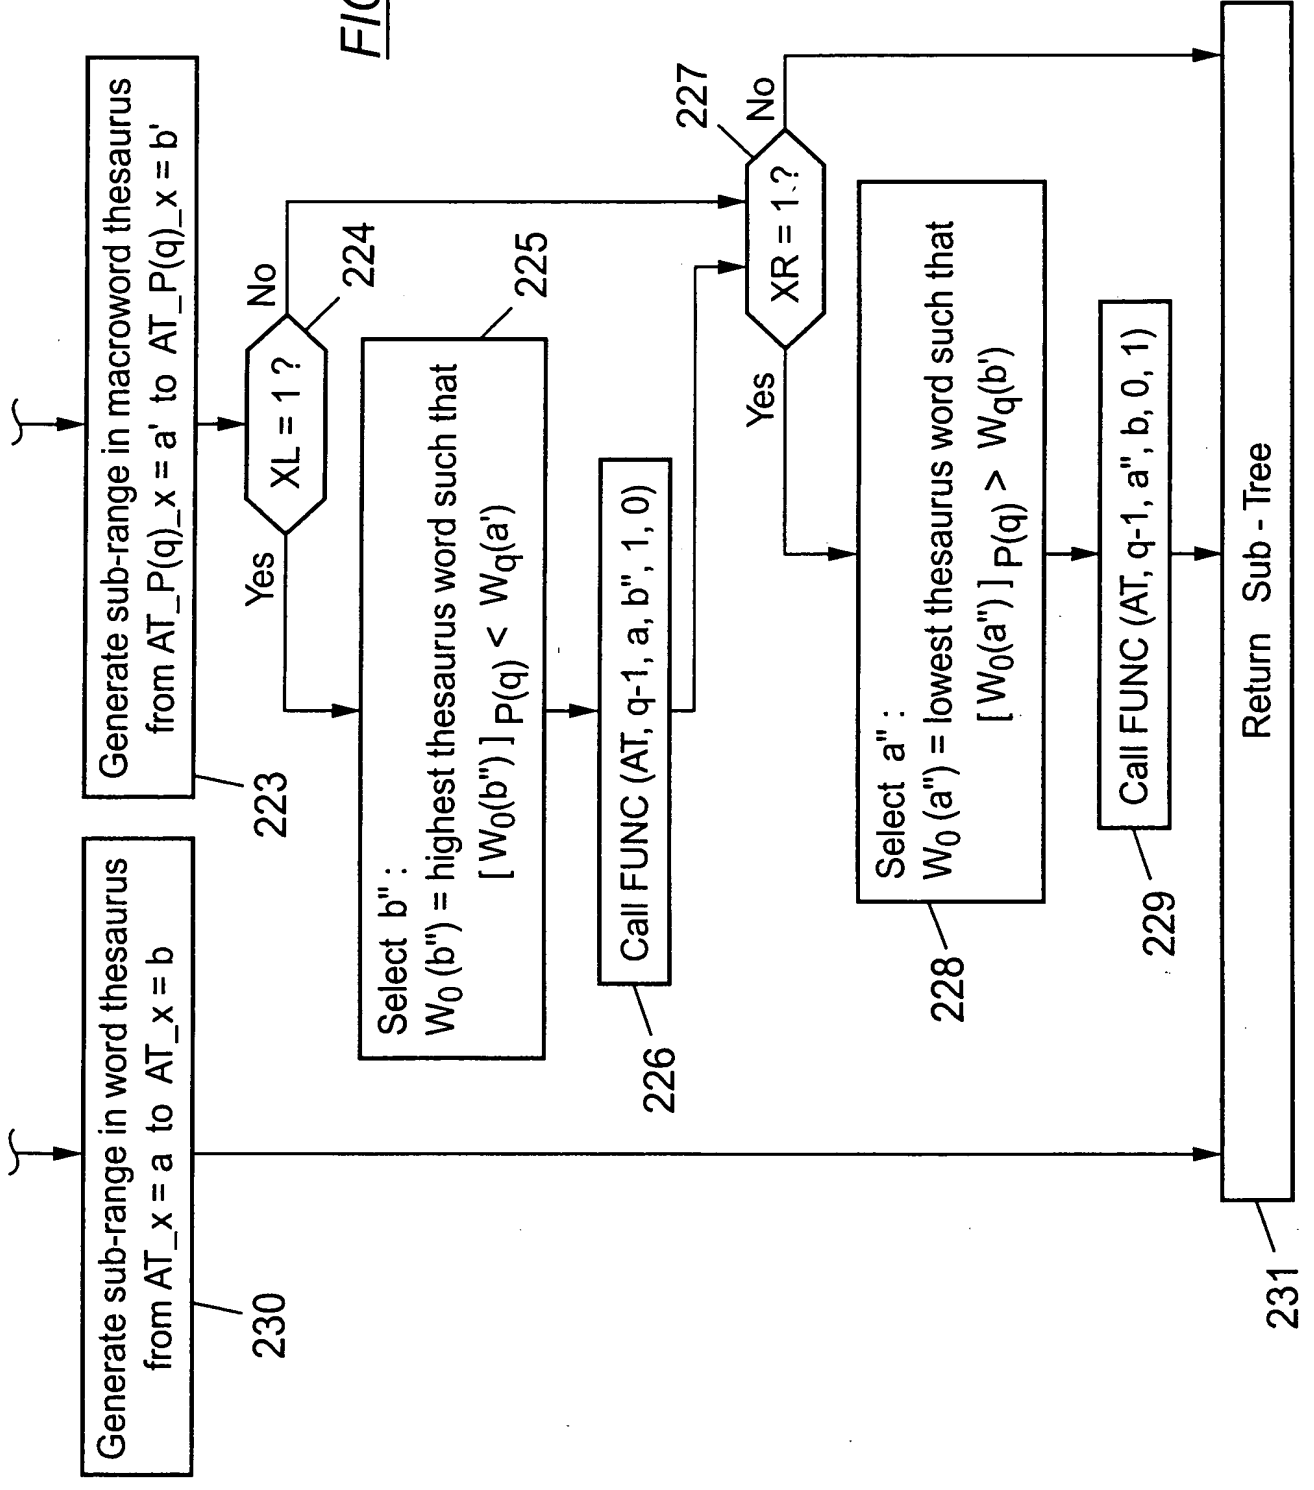 FIG
Generate sub-range in word thesaurus
from AT_x = a to AT_x = b
230
Generate sub-range in macroword thesaurus
from AT_P(q)_x = a' to AT_P(q)_x = b'
223
XL = 1 ?
Yes
No
224
Select b" :
W0 (b") = highest thesaurus word such that
[ W0(b") ] P(q) < Wq(a')
225
Call FUNC (AT, q-1, a, b", 1, 0)
226
XR = 1 ?
Yes
No
227
Select a" :
W0 (a") = lowest thesaurus word such that
[ W0(a") ] P(q) > Wq(b')
228
Call FUNC (AT, q-1, a", b, 0, 1)
229
Return Sub - Tree
231